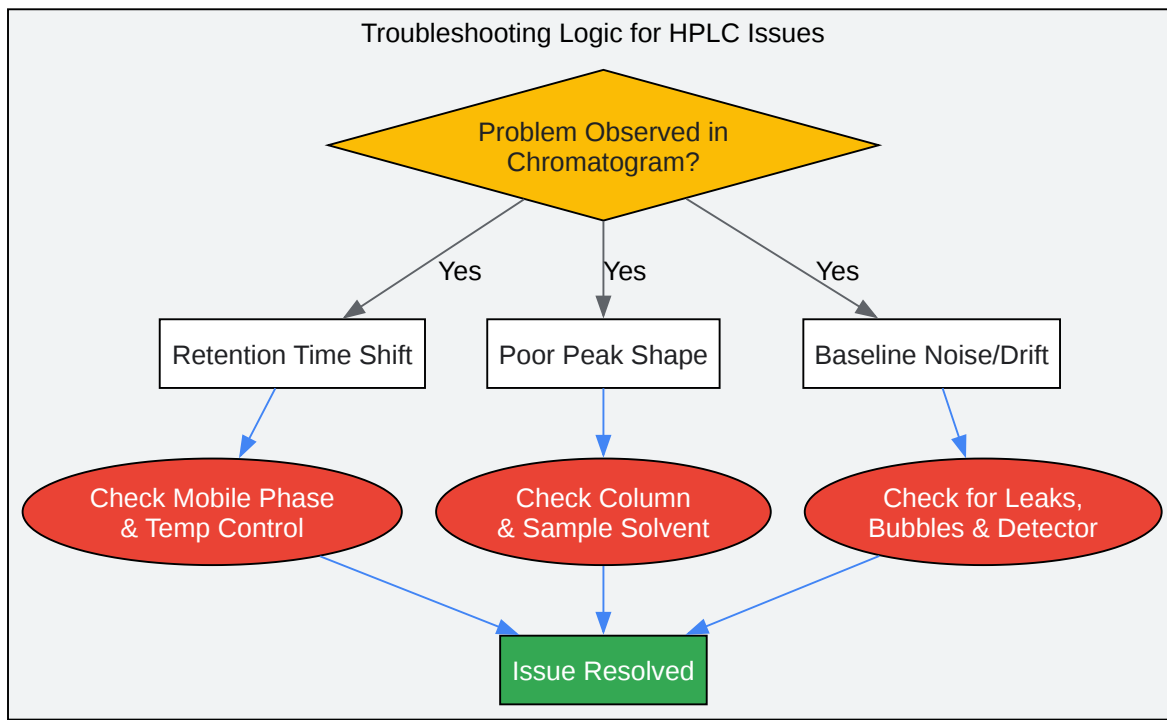 Troubleshooting Logic for HPLC Issues
Problem Observed in
Chromatogram?
Yes
Yes
Yes
Retention Time Shift
Poor Peak Shape
Baseline Noise/Drift
Check Mobile Phase
& Temp Control
Check Column
& Sample Solvent
Check for Leaks,
Bubbles & Detector
Issue Resolved